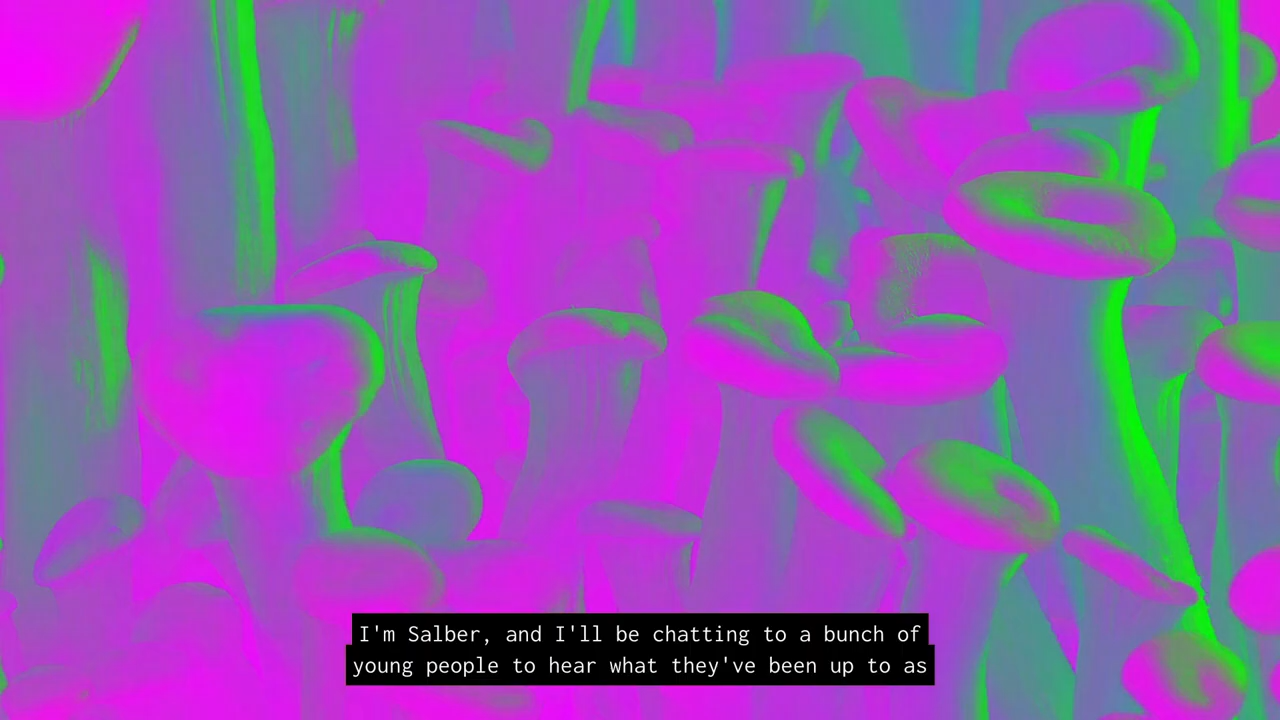 I'm Salber, and I'll be chatting to a bunch of
young people to hear what they've been up to as